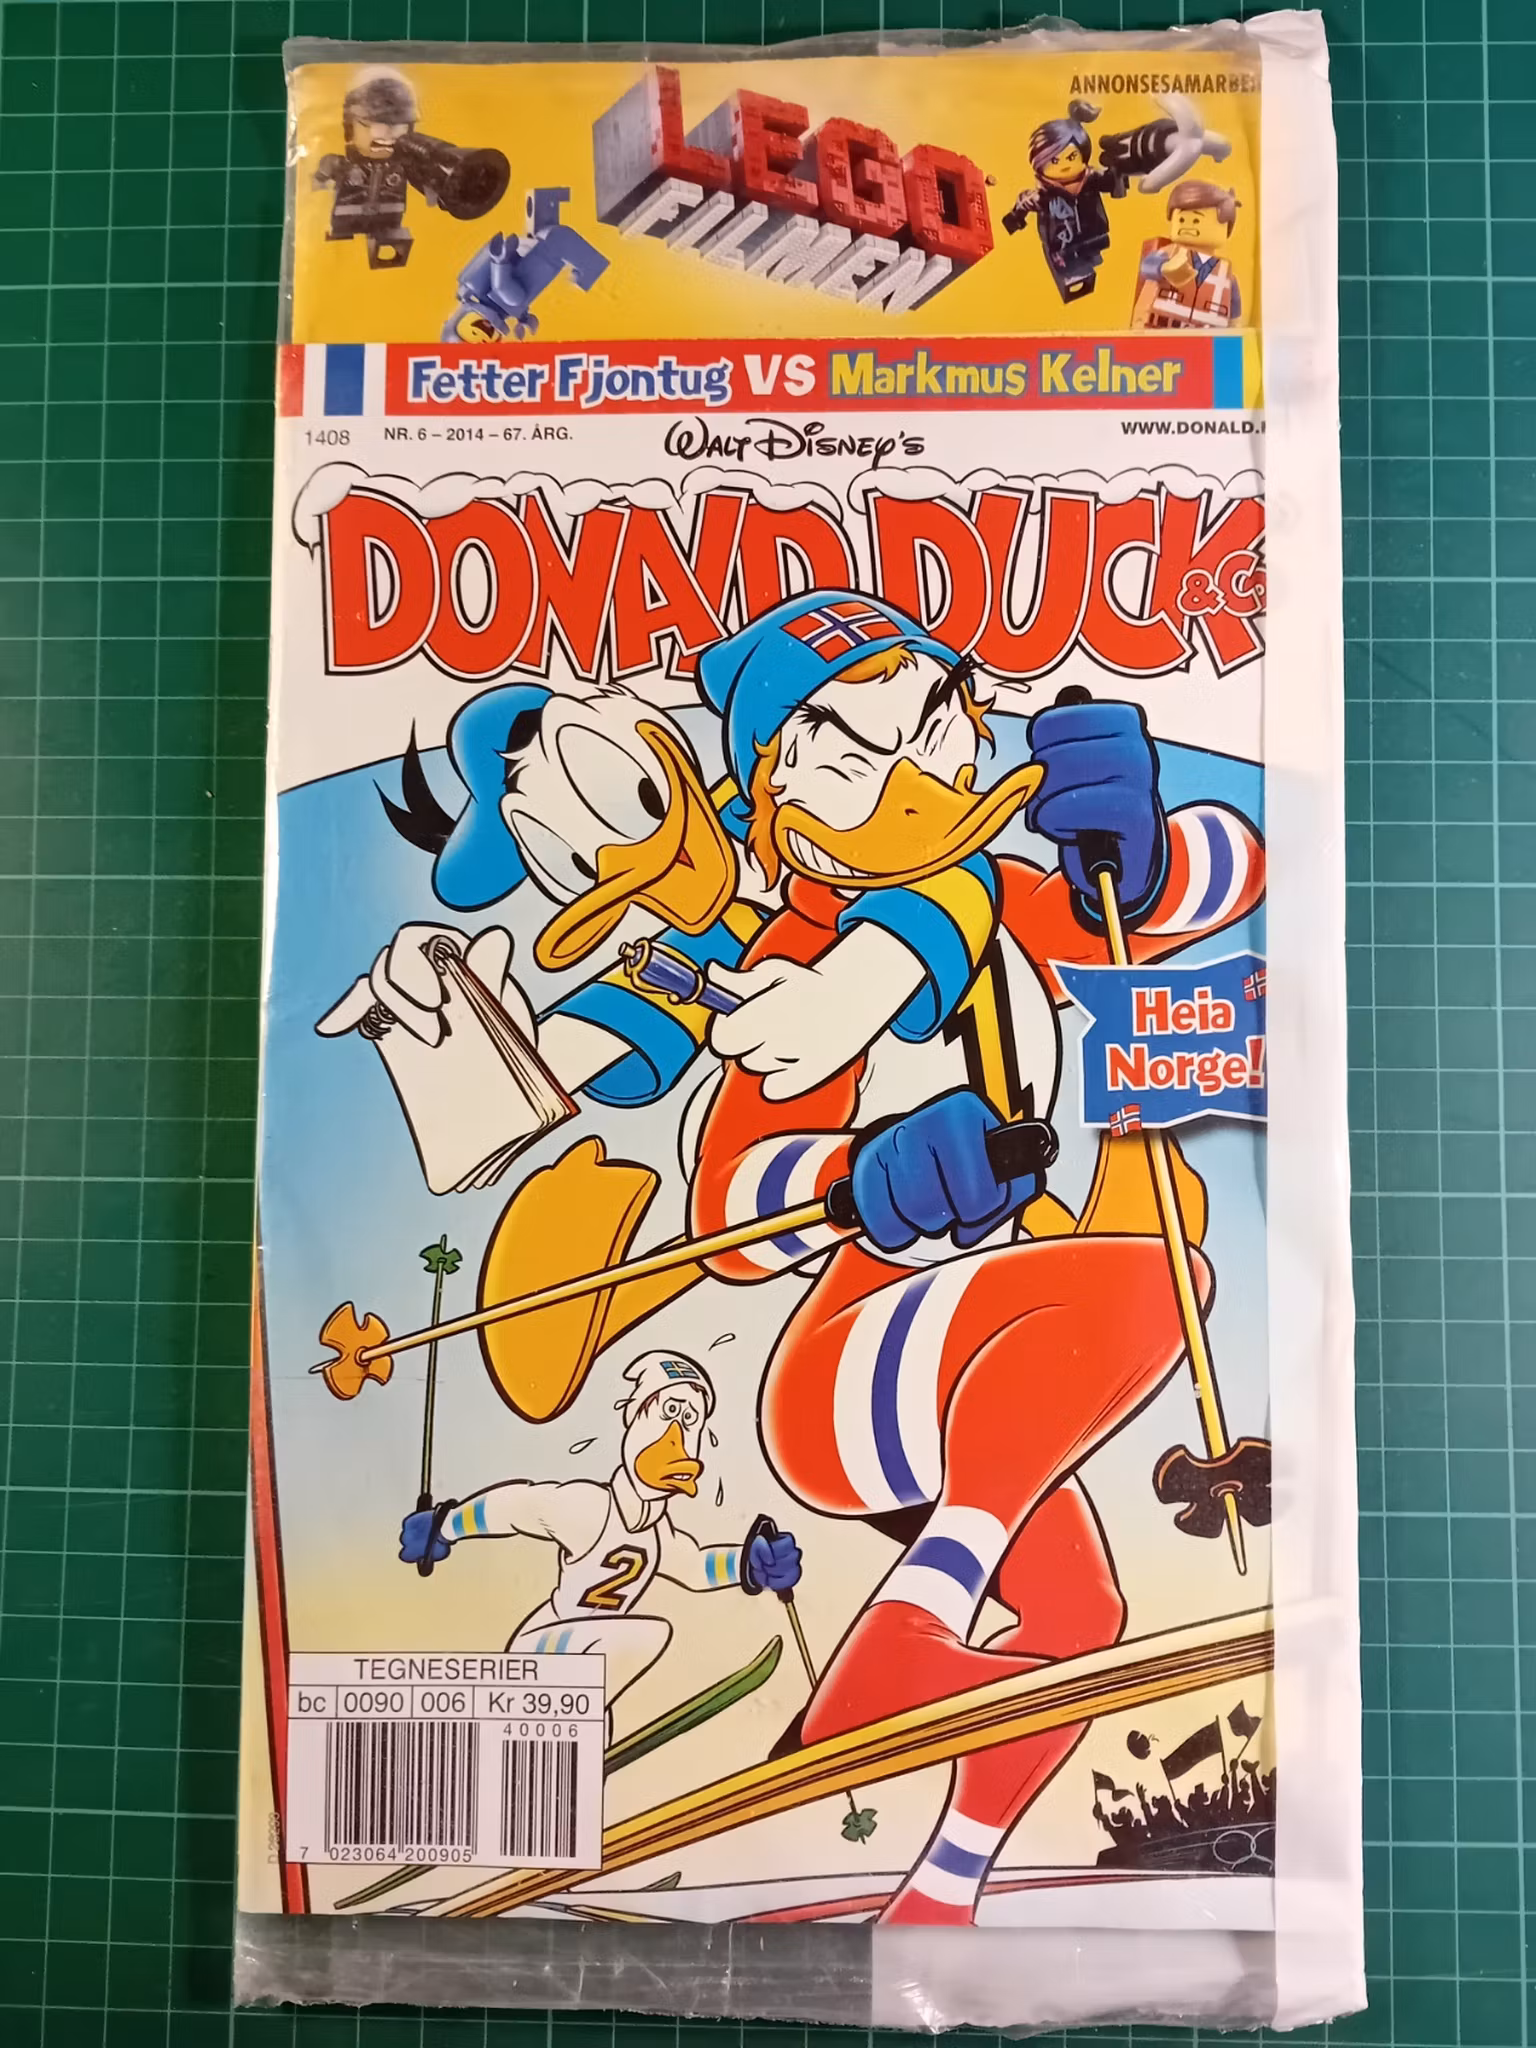 ANNONSESAMARBEI
LEGO
FILMEN
Fetter Fjontug VS Markmus Kelner
1408 NR. 6 – 2014 – 67. ÅRG.
WALT DISNEY'S
WWW.DONALD.
DONALD DUCK
& Co
1
Heia
Norge!
2
TEGNESERIER
bc 0090 006 Kr 39,90
40006
7 023064 200905